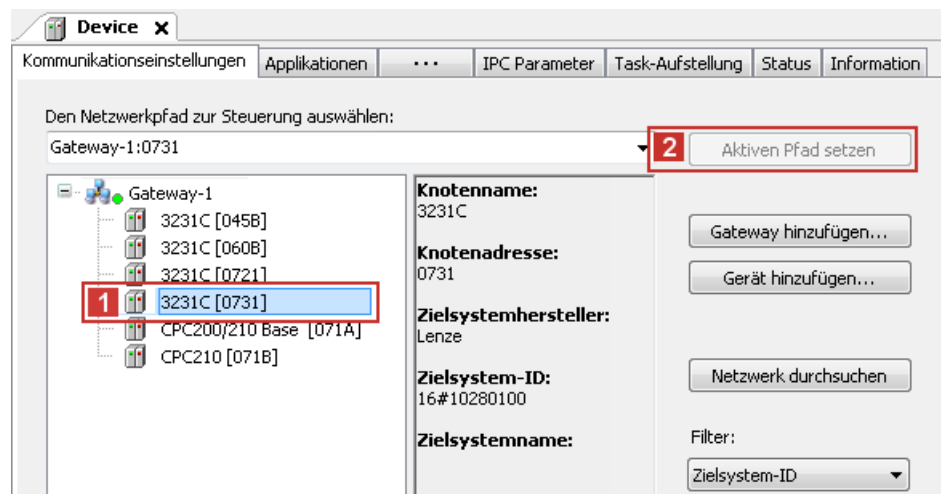 Device
Kommunikationseinstellungen Applikationen ... IPC Parameter Task-Aufstellung Status Information
Den Netzwerkpfad zur Steuerung auswählen:
Gateway-1:0731
2 Aktiven Pfad setzen
Gateway-1
3231C [045B]
3231C [060B]
3231C [0721]
1 3231C [0731]
CPC200/210 Base [071A]
CPC210 [071B]
Knotenname:
3231C
Knotenadresse:
0731
Zielsystemhersteller:
Lenze
Zielsystem-ID:
16#10280100
Zielsystemname:
Gateway hinzufügen...
Gerät hinzufügen...
Netzwerk durchsuchen
Filter:
Zielsystem-ID